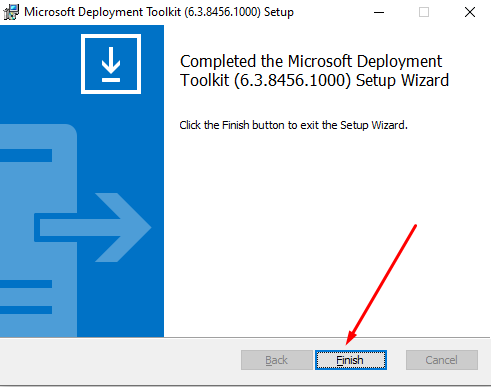 Microsoft Deployment Toolkit (6.3.8456.1000) Setup
Completed the Microsoft Deployment
Toolkit (6.3.8456.1000) Setup Wizard
Click the Finish button to exit the Setup Wizard.
Back
Finish
Cancel